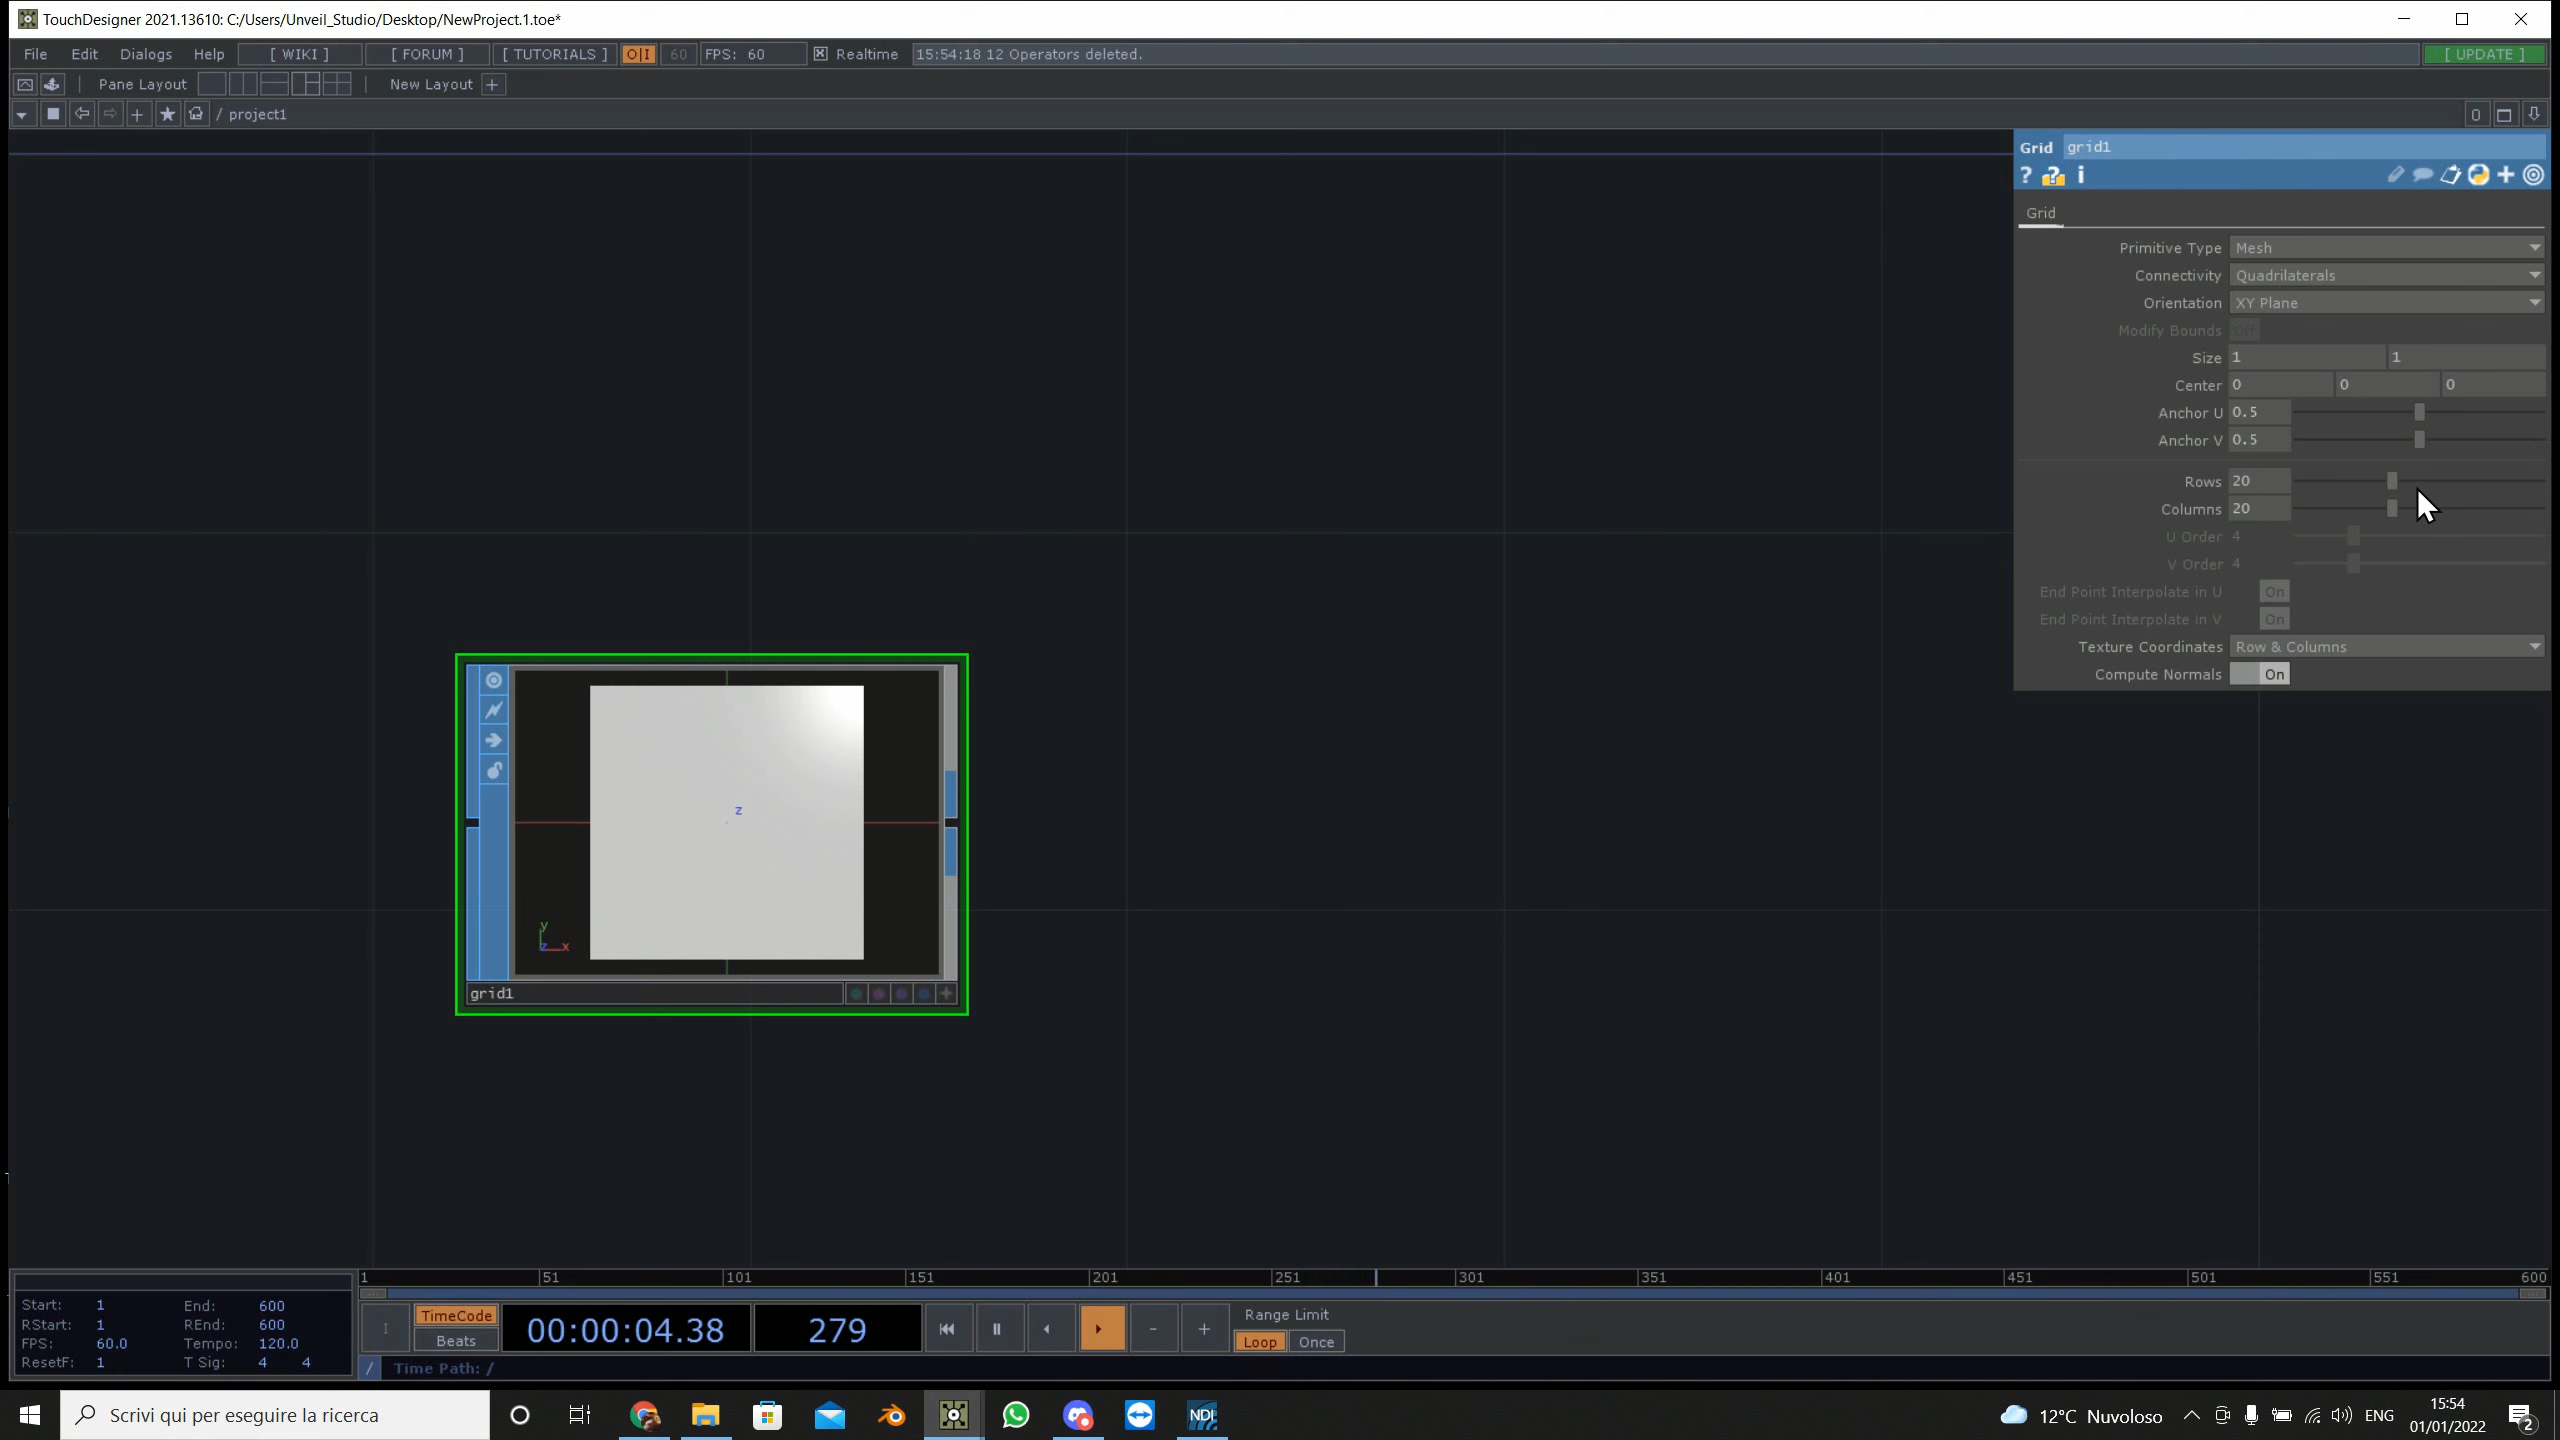 TouchDesigner 2021.13610: C:/Users/Unveil_Studio/Desktop/NewProject.1.toe*
File Edit Dialogs Help [ WIKI ] [ FORUM ] [ TUTORIALS ] O|I 60 FPS: 60 Realtime 15:54:18 12 Operators deleted. [ UPDATE ]
Pane Layout New Layout +
/ project1 0
Grid grid1
? ? i
Grid
Primitive Type Mesh
Connectivity Quadrilaterals
Orientation XY Plane
Modify Bounds Off
Size 1 1
Center 0 0 0
Anchor U 0.5
Anchor V 0.5
Rows 20
Columns 20
U Order 4
V Order 4
End Point Interpolate in U On
End Point Interpolate in V On
Texture Coordinates Row & Columns
Compute Normals On
z
y
z x
grid1
1 51 101 151 201 251 301 351 401 451 501 551 600
Start: 1 End: 600
RStart: 1 REnd: 600
FPS: 60.0 Tempo: 120.0
ResetF: 1 T Sig: 4 4
I TimeCode
Beats
00:00:04.38 279 - +
Range Limit
Loop Once
/ Time Path: /
Scrivi qui per eseguire la ricerca
NDI
12°C Nuvoloso
ENG
15:54
01/01/2022
2